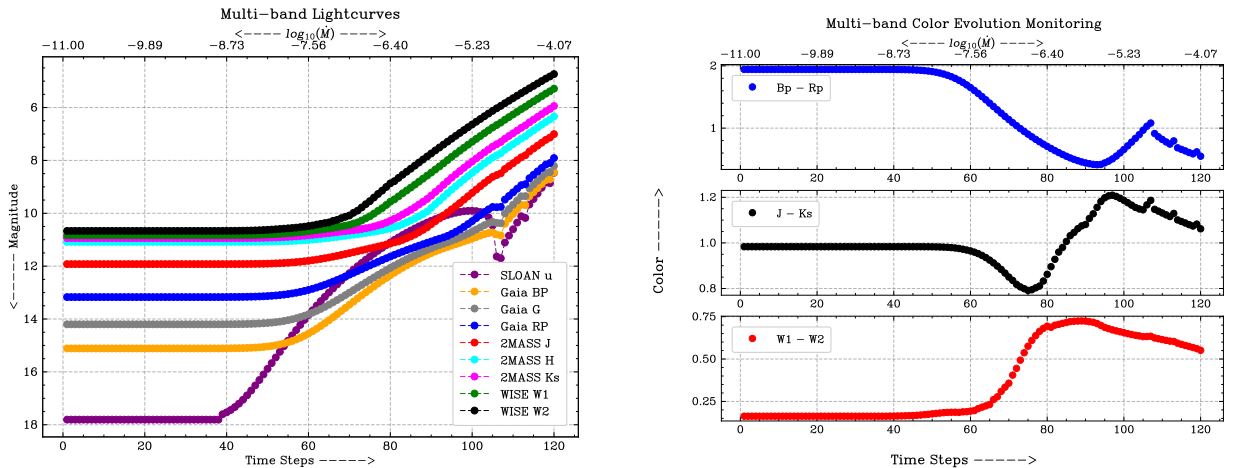 Multi-band Lightcurves
<---- log10(Ṁ) ---->
−11.00 −9.89 −8.73 −7.56 −6.40 −5.23 −4.07
6
8
10
12
14
16
18
<----- Magnitude
SLOAN u
Gaia BP
Gaia G
Gaia RP
2MASS J
2MASS H
2MASS Ks
WISE W1
WISE W2
0 20 40 60 80 100 120
Time Steps ----->
Multi-band Color Evolution Monitoring
<---- log10(Ṁ) ---->
−11.00 −9.89 −8.73 −7.56 −6.40 −5.23 −4.07
2
1
Bp − Rp
1.2
1.0
0.8
J − Ks
0.75
0.50
0.25
W1 − W2
Color ----->
0 20 40 60 80 100 120
Time Steps ----->